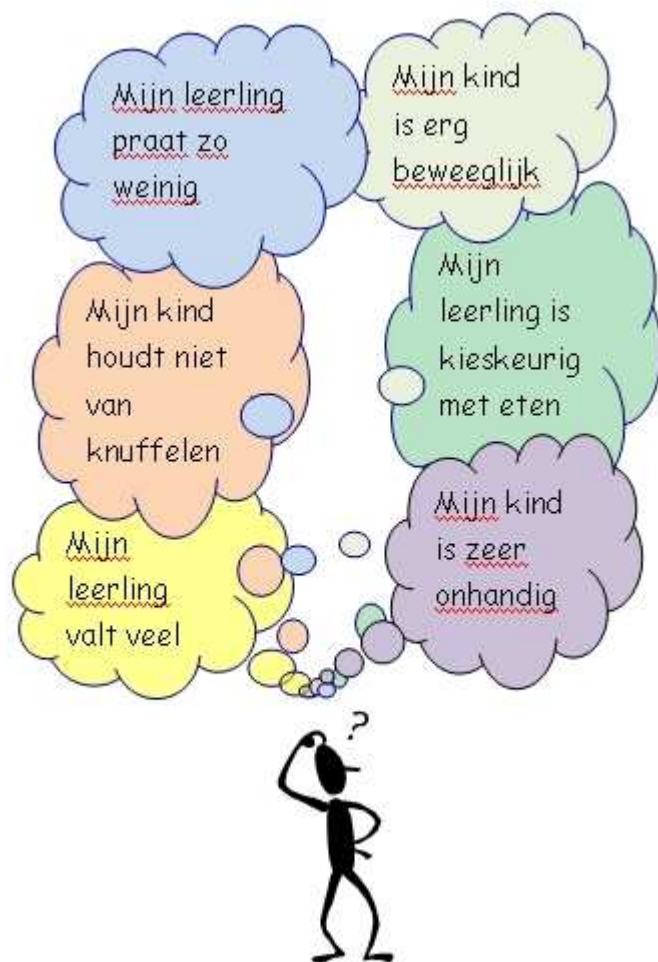 Mijn leerling
praat zo
weinig
Mijn kind
is erg
beweeglijk
Mijn kind
houdt niet
van
knuffelen
Mijn
leerling is
kieskeurig
met eten
Mijn
leerling
valt veel
Mijn kind
is zeer
onhandig
?